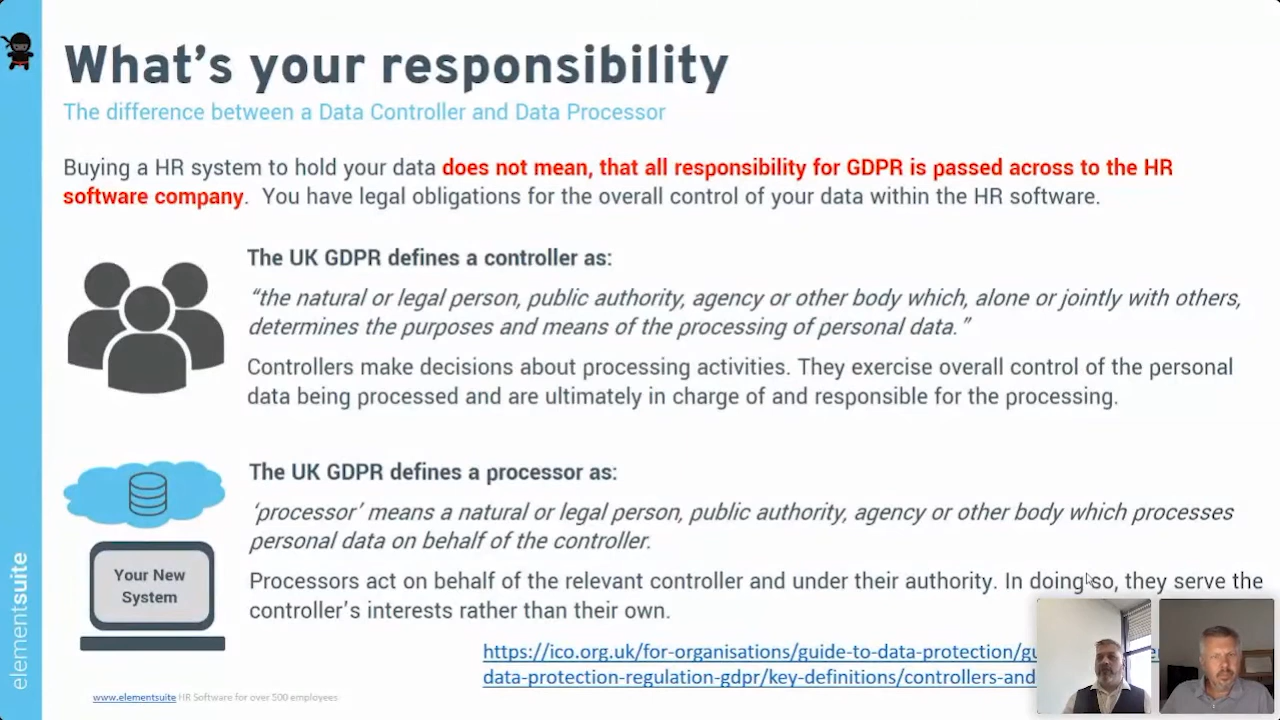 What's your responsibility
The difference between a Data Controller and Data Processor
Buying a HR system to hold your data does not mean, that all responsibility for GDPR is passed across to the HR
software company. You have legal obligations for the overall control of your data within the HR software.
The UK GDPR defines a controller as:
"the natural or legal person, public authority, agency or other body which, alone or jointly with others,
determines the purposes and means of the processing of personal data."
Controllers make decisions about processing activities. They exercise overall control of the personal
data being processed and are ultimately in charge of and responsible for the processing.
The UK GDPR defines a processor as:
'processor' means a natural or legal person, public authority, agency or other body which processes
personal data on behalf of the controller.
Your New
System
Processors act on behalf of the relevant controller and under their authority. In doing so, they serve the
controller's interests rather than their own.
https://ico.org.uk/for-organisations/guide-to-data-protection/gu
data-protection-regulation-gdpr/key-definitions/controllers-and
elementsuite
www.elementsuite HR Software for over 500 employees